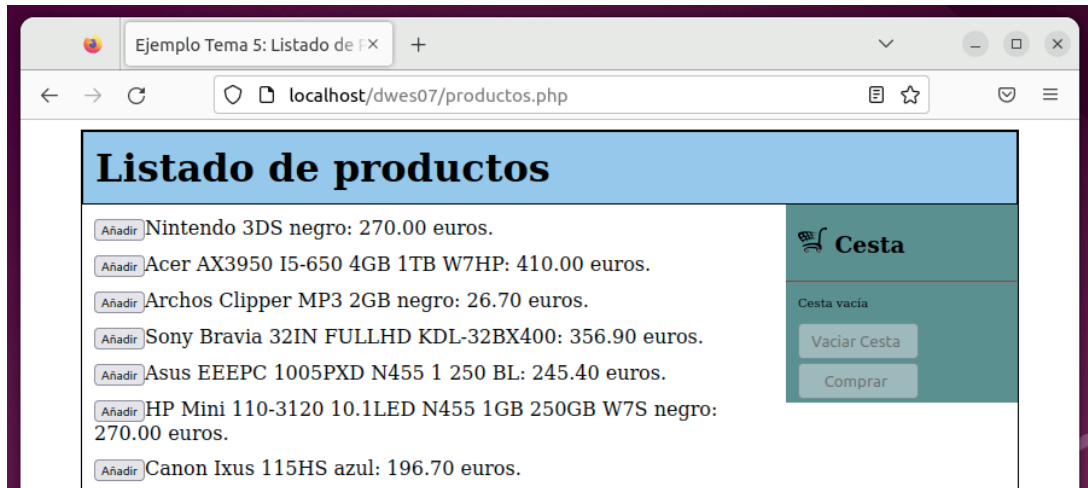 Ejemplo Tema 5: Listado de
localhost/dwes07/productos.php
Listado de productos
Añadir Nintendo 3DS negro: 270.00 euros.
Añadir Acer AX3950 I5-650 4GB 1TB W7HP: 410.00 euros.
Añadir Archos Clipper MP3 2GB negro: 26.70 euros.
Añadir Sony Bravia 32IN FULLHD KDL-32BX400: 356.90 euros.
Añadir Asus EEEPC 1005PXD N455 1 250 BL: 245.40 euros.
Añadir HP Mini 110-3120 10.1LED N455 1GB 250GB W7S negro:
270.00 euros.
Añadir Canon Ixus 115HS azul: 196.70 euros.
Cesta
Cesta vacía
Vaciar Cesta
Comprar